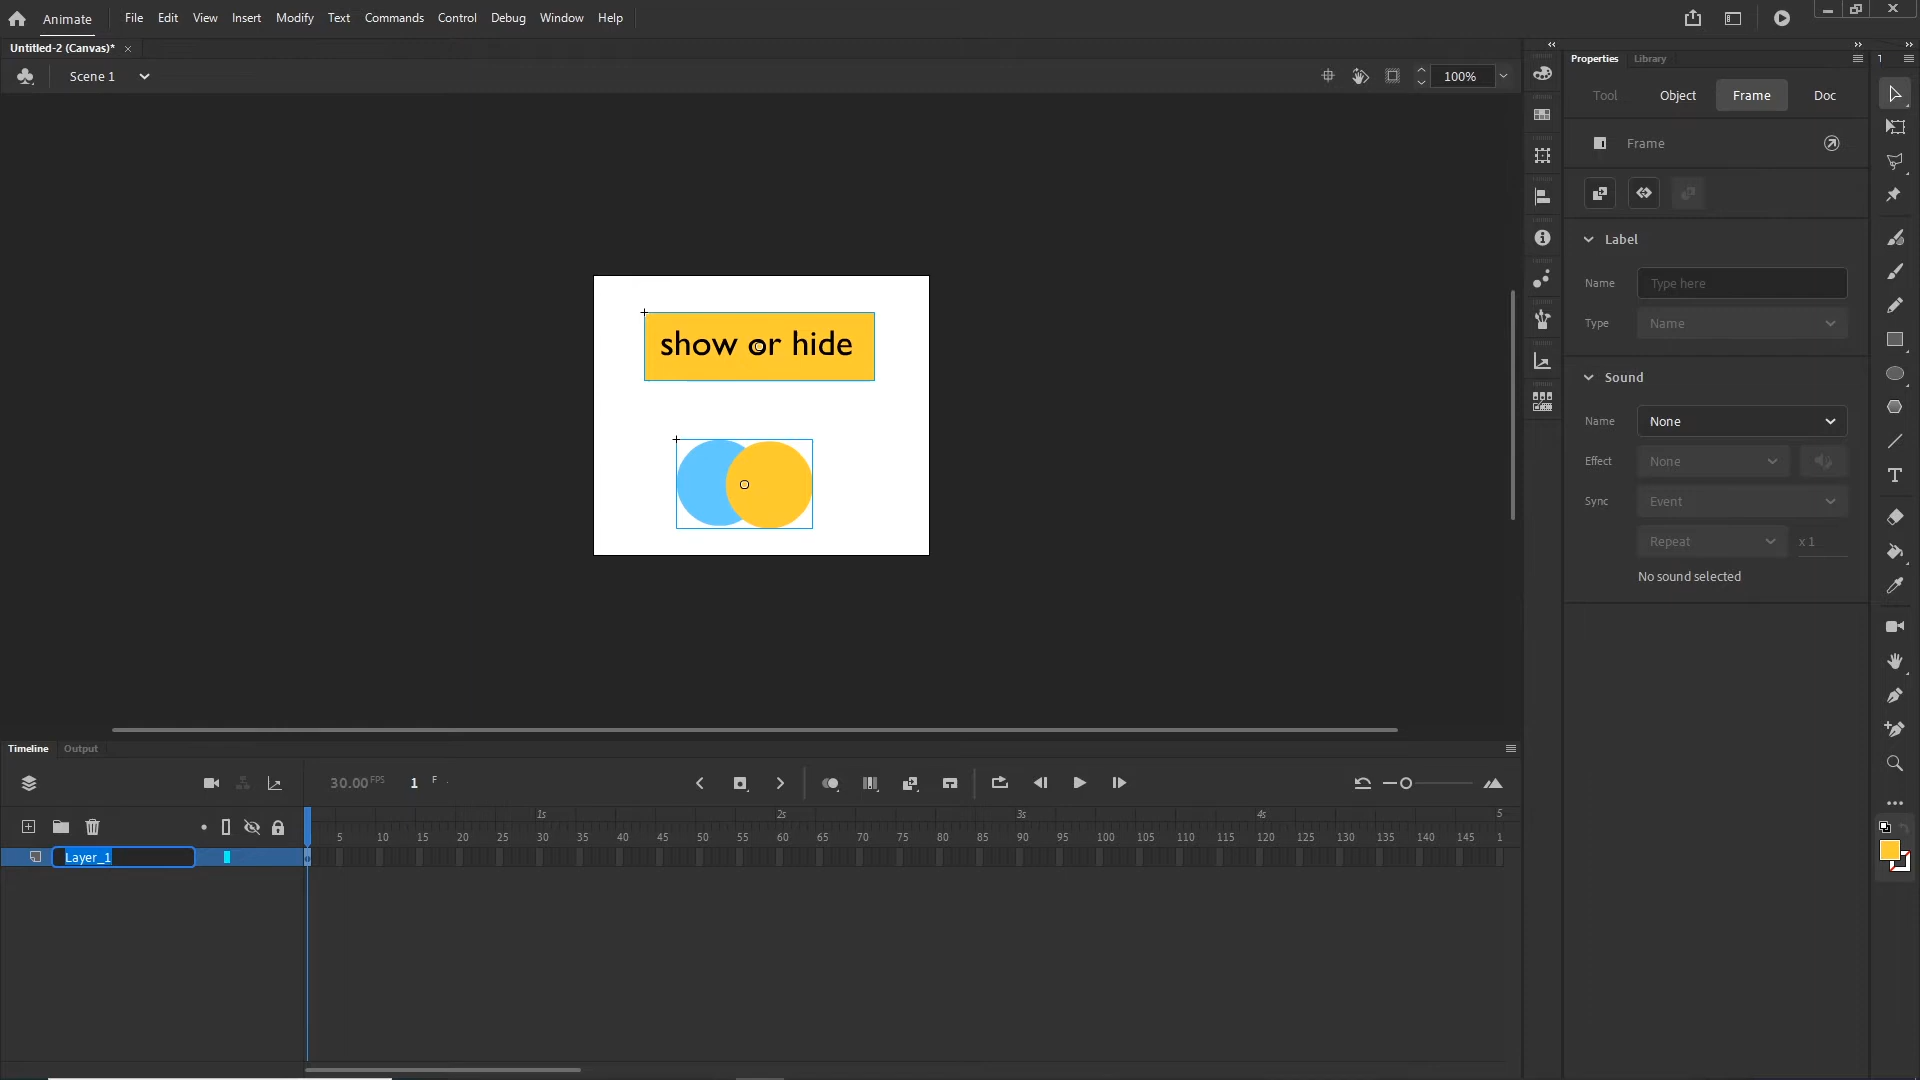 Animate File Edit View Insert Modify Text Commands Control Debug Window Help
Untitled-2 (Canvas)*
Scene 1 100%
Properties Library
Tool Object Frame Doc
Frame
Label
Name Type here
Type Name
Sound
Name None
Effect None
Sync Event
Repeat x 1
No sound selected
show or hide
Timeline Output
30.00 FPS 1 F
1s 2s 3s 4s 5
5 10 15 20 25 30 35 40 45 50 55 60 65 70 75 80 85 90 95 100 105 110 115 120 125 130 135 140 145 1
Layer_1